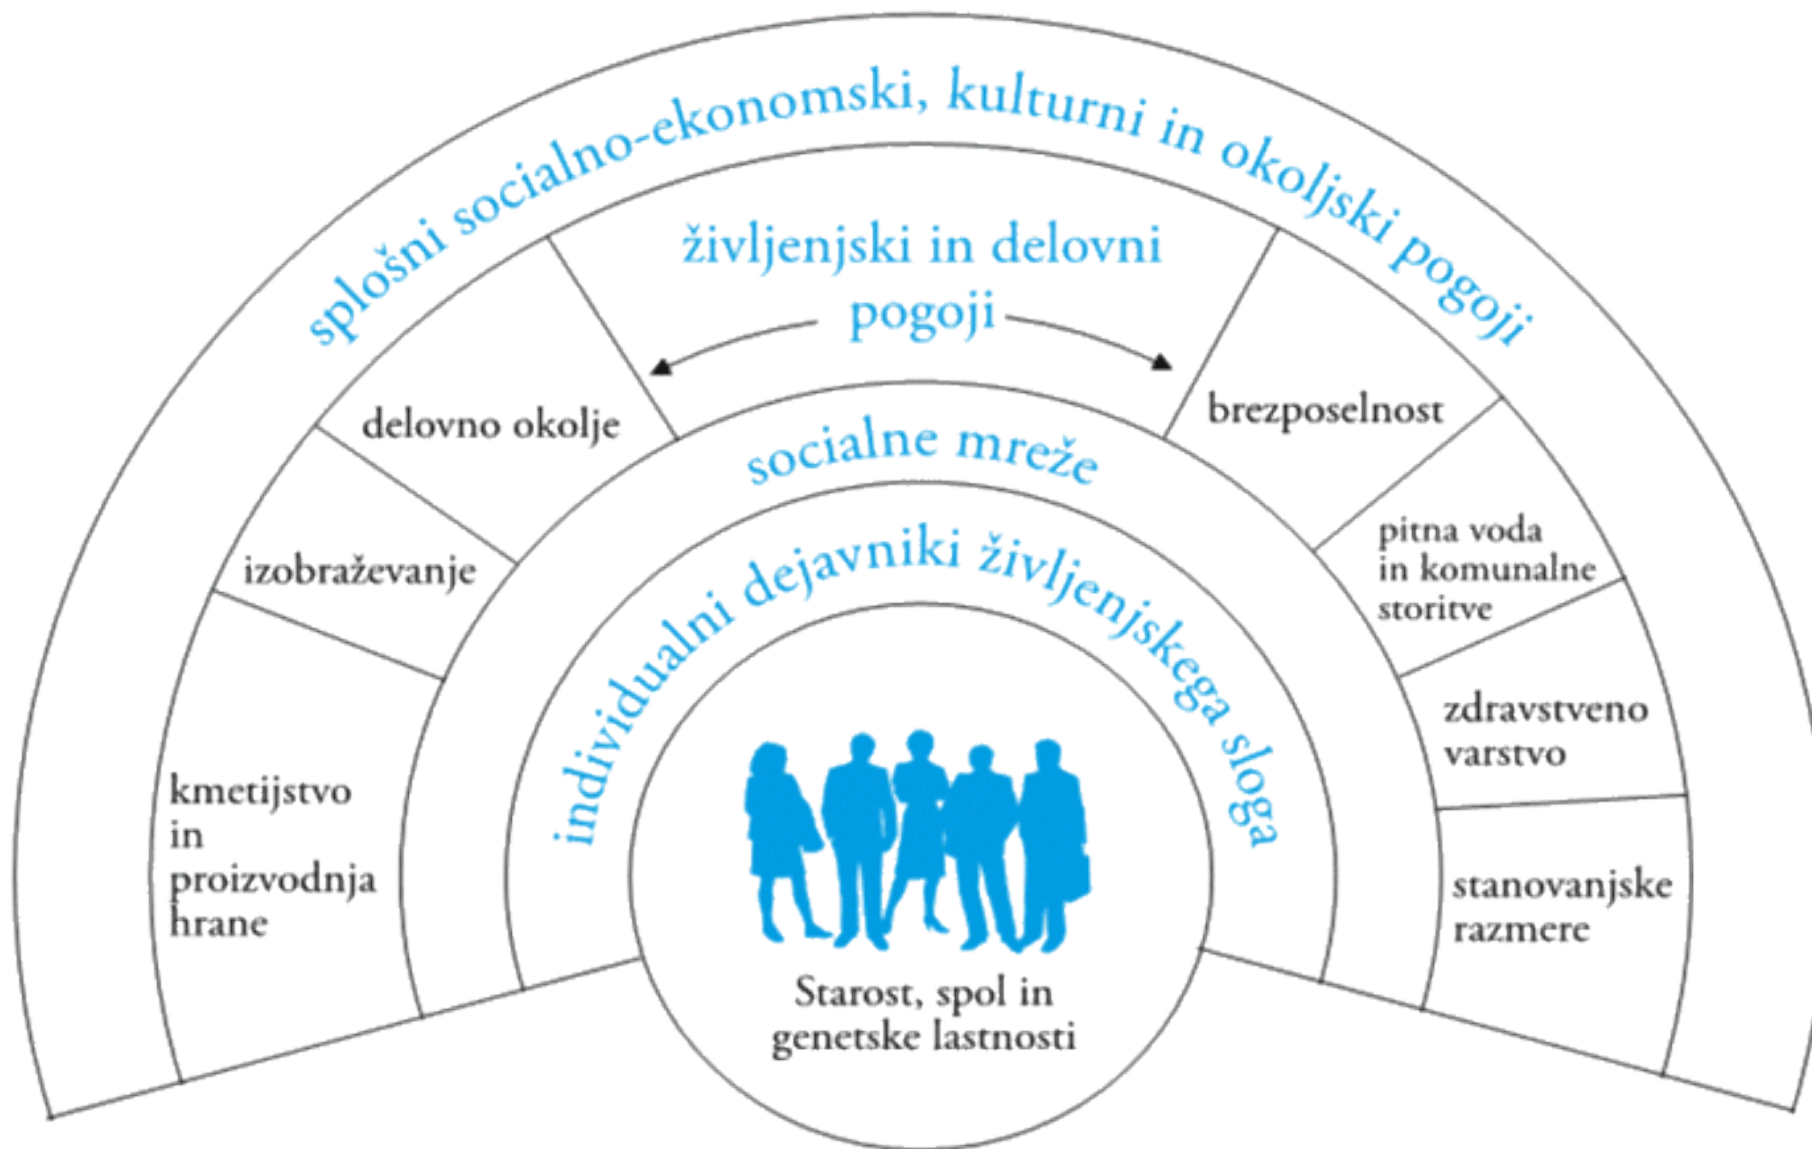 splošni socialno-ekonomski, kulturni in okoljski pogoji
življenjski in delovni
pogoji
delovno okolje
brezposelnost
socialne mreže
izobraževanje
pitna voda
in komunalne
storitve
individualni dejavniki življenjskega sloga
zdravstveno
varstvo
kmetijstvo
in
proizvodnja
hrane
stanovanjske
razmere
Starost, spol in
genetske lastnosti